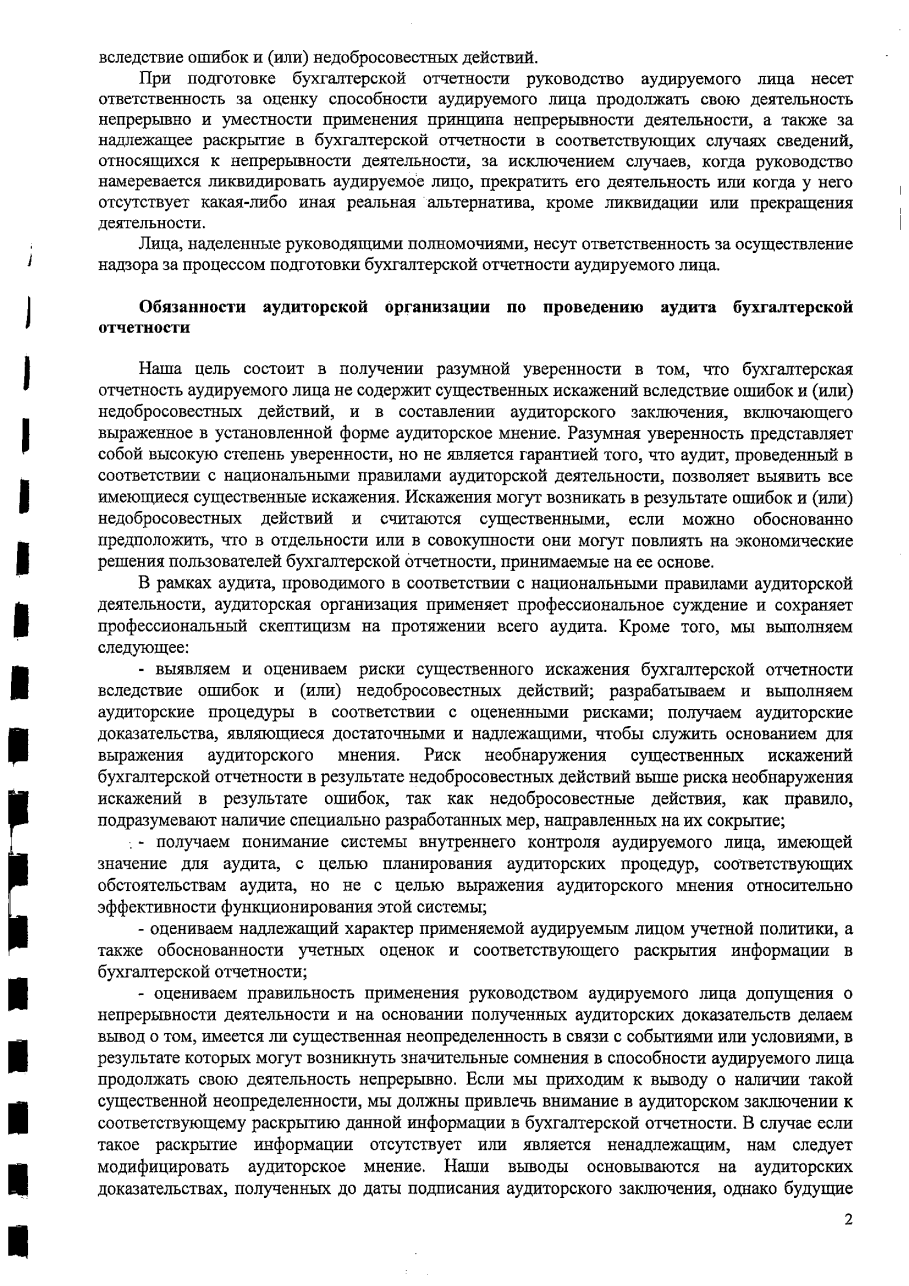 вследствие ошибок и (или) недобросовестных действий.
При подготовке бухгалтерской отчетности руководство аудируемого лица несет
ответственность за оценку способности аудируемого лица продолжать свою деятельность
непрерывно и уместности применения принципа непрерывности деятельности, а также за
надлежащее раскрытие в бухгалтерской отчетности в соответствующих случаях сведений,
относящихся к непрерывности деятельности, за исключением случаев, когда руководство
намеревается ликвидировать аудируемое лицо, прекратить его деятельность или когда у него
отсутствует какая-либо иная реальная альтернатива, кроме ликвидации или прекращения
деятельности.
Лица, наделенные руководящими полномочиями, несут ответственность за осуществление
надзора за процессом подготовки бухгалтерской отчетности аудируемого лица.
Обязанности аудиторской организации по проведению аудита бухгалтерской
отчетности
Наша цель состоит в получении разумной уверенности в том, что бухгалтерская
отчетность аудируемого лица не содержит существенных искажений вследствие ошибок и (или)
недобросовестных действий, и в составлении аудиторского заключения, включающего
выраженное в установленной форме аудиторское мнение. Разумная уверенность представляет
собой высокую степень уверенности, но не является гарантией того, что аудит, проведенный в
соответствии с национальными правилами аудиторской деятельности, позволяет выявить все
имеющиеся существенные искажения. Искажения могут возникать в результате ошибок и (или)
недобросовестных действий и считаются существенными, если можно обоснованно
предположить, что в отдельности или в совокупности они могут повлиять на экономические
решения пользователей бухгалтерской отчетности, принимаемые на ее основе.
В рамках аудита, проводимого в соответствии с национальными правилами аудиторской
деятельности, аудиторская организация применяет профессиональное суждение и сохраняет
профессиональный скептицизм на протяжении всего аудита. Кроме того, мы выполняем
следующее:
- выявляем и оцениваем риски существенного искажения бухгалтерской отчетности
вследствие ошибок и (или) недобросовестных действий; разрабатываем и выполняем
аудиторские процедуры в соответствии с оцененными рисками; получаем аудиторские
доказательства, являющиеся достаточными и надлежащими, чтобы служить основанием для
выражения аудиторского мнения. Риск необнаружения существенных искажений
бухгалтерской отчетности в результате недобросовестных действий выше риска необнаружения
искажений в результате ошибок, так как недобросовестные действия, как правило,
подразумевают наличие специально разработанных мер, направленных на их сокрытие;
- получаем понимание системы внутреннего контроля аудируемого лица, имеющей
значение для аудита, с целью планирования аудиторских процедур, соответствующих
обстоятельствам аудита, но не с целью выражения аудиторского мнения относительно
эффективности функционирования этой системы;
- оцениваем надлежащий характер применяемой аудируемым лицом учетной политики, а
также обоснованности учетных оценок и соответствующего раскрытия информации в
бухгалтерской отчетности;
- оцениваем правильность применения руководством аудируемого лица допущения о
непрерывности деятельности и на основании полученных аудиторских доказательств делаем
вывод о том, имеется ли существенная неопределенность в связи с событиями или условиями, в
результате которых могут возникнуть значительные сомнения в способности аудируемого лица
продолжать свою деятельность непрерывно. Если мы приходим к выводу о наличии такой
существенной неопределенности, мы должны привлечь внимание в аудиторском заключении к
соответствующему раскрытию данной информации в бухгалтерской отчетности. В случае если
такое раскрытие информации отсутствует или является ненадлежащим, нам следует
модифицировать аудиторское мнение. Наши выводы основываются на аудиторских
доказательствах, полученных до даты подписания аудиторского заключения, однако будущие
2